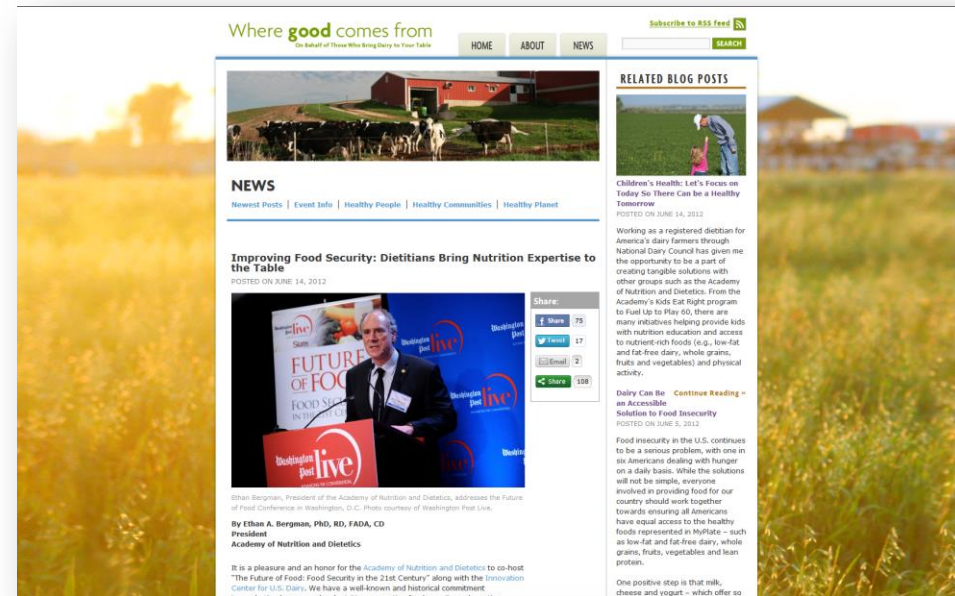 Where good comes from
On Behalf of Those Who Bring Dairy to Your Table
HOME
ABOUT
NEWS
Subscribe to RSS feed
SEARCH
NEWS
Newest Posts | Event Info | Healthy People | Healthy Communities | Healthy Planet
Improving Food Security: Dietitians Bring Nutrition Expertise to
the Table
POSTED ON JUNE 14, 2012
Washington
Post live
FUTURE
OF FOOD
FOOD SEC
IN THE 21ST CENTURY
Washington
Post live
Washington
Post live
Share:
Share 75
Tweet 17
Email 2
Share 108
Ethan Bergman, President of the Academy of Nutrition and Dietetics, addresses the Future
of Food Conference in Washington, D.C. Photo courtesy of Washington Post Live.
By Ethan A. Bergman, PhD, RD, FADA, CD
President
Academy of Nutrition and Dietetics
It is a pleasure and an honor for the Academy of Nutrition and Dietetics to co-host
"The Future of Food: Food Security in the 21st Century" along with the Innovation
Center for U.S. Dairy. We have a well-known and historical commitment
RELATED BLOG POSTS
Children's Health: Let's Focus on
Today So There Can be a Healthy
Tomorrow
POSTED ON JUNE 14, 2012
Working as a registered dietitian for
America's dairy farmers through
National Dairy Council has given me
the opportunity to be a part of
creating tangible solutions with
other groups such as the Academy
of Nutrition and Dietetics. From the
Academy's Kids Eat Right program
to Fuel Up to Play 60, there are
many initiatives helping provide kids
with nutrition education and access
to nutrient-rich foods (e.g., low-fat
and fat-free dairy, whole grains,
fruits and vegetables) and physical
activity.
Continue Reading
Dairy Can Be
an Accessible
Solution to Food Insecurity
POSTED ON JUNE 5, 2012
Food insecurity in the U.S. continues
to be a serious problem, with one in
six Americans dealing with hunger
on a daily basis. While the solutions
will not be simple, everyone
involved in providing food for our
country should work together
towards ensuring all Americans
have equal access to the healthy
foods represented in MyPlate – such
as low-fat and fat-free dairy, whole
grains, fruits, vegetables and lean
protein.
One positive step is that milk,
cheese and yogurt – which offer so